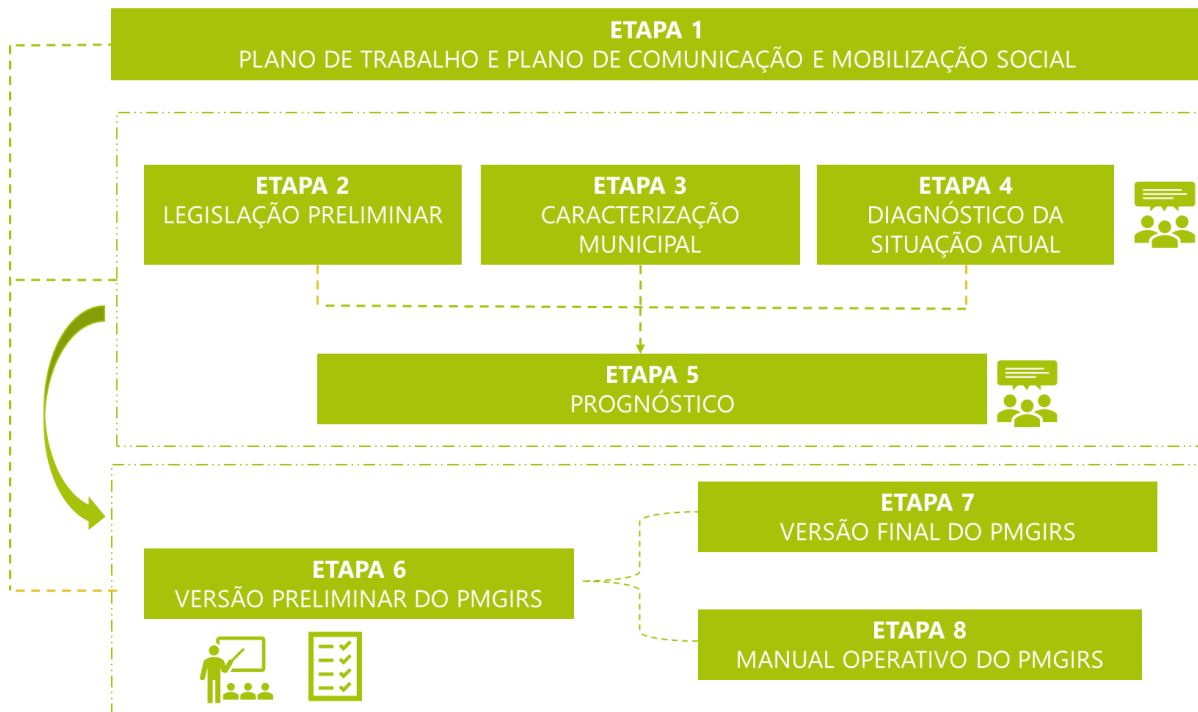 ETAPA 1
PLANO DE TRABALHO E PLANO DE COMUNICAÇÃO E MOBILIZAÇÃO SOCIAL
ETAPA 2
LEGISLAÇÃO PRELIMINAR
ETAPA 3
CARACTERIZAÇÃO
MUNICIPAL
ETAPA 4
DIAGNÓSTICO DA
SITUAÇÃO ATUAL
ETAPA 5
PROGNÓSTICO
ETAPA 6
VERSÃO PRELIMINAR DO PMGIRS
ETAPA 7
VERSÃO FINAL DO PMGIRS
ETAPA 8
MANUAL OPERATIVO DO PMGIRS